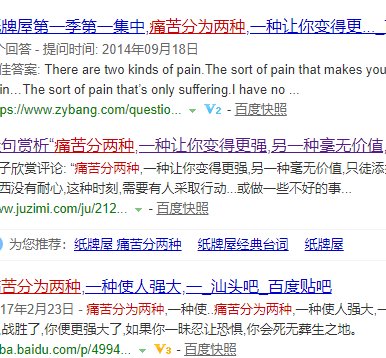 牌屋第一季第一集中,痛苦分为两种,一种让你变得更..._
个回答 - 提问时间: 2014年09月18日
佳答案: There are two kinds of pain.The sort of pain that makes you
in...The sort of pain that's only suffering.I have no ...
ps://www.zybang.com/questio... V2 - 百度快照
句赏析“痛苦分两种,一种让你变得更强,另一种毫无价值,
子欣赏评论: “痛苦分两种,一种让你变得更强,另一种毫无价值,只徒添
西没有耐心,这种时刻,需要有人采取行动...或做一些不好的事...
ww.juzimi.com/ju/212... - 百度快照
为您推荐: 纸牌屋 痛苦分两种 纸牌屋经典台词 纸牌屋
苦分为两种,一种使人强大,一_汕头吧_百度贴吧
17年2月23日 - 痛苦分为两种,一种使..痛苦分为两种,一种使人强大,一
战胜了,你便更强大了,如果你一昧忍让恐惧,你会死无葬生之地。
ba.baidu.com/p/4994... V3 - 百度快照